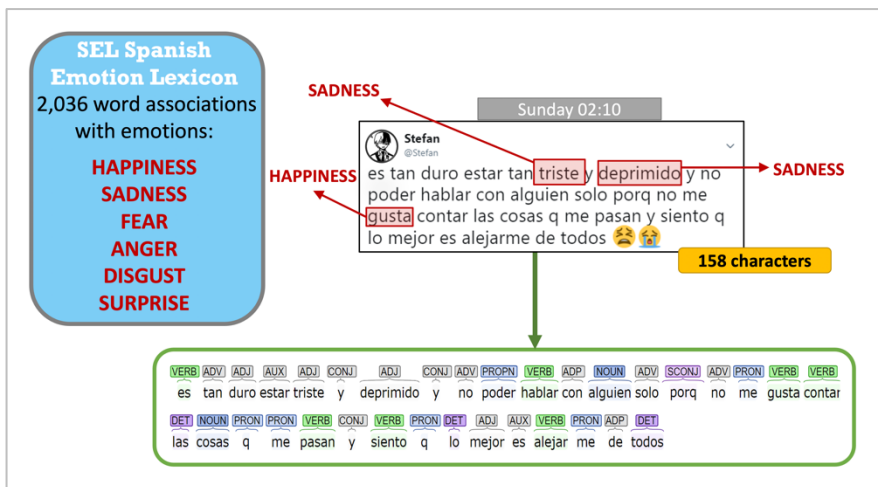 SEL Spanish
Emotion Lexicon
2,036 word associations
with emotions:
HAPPINESS
SADNESS
FEAR
ANGER
DISGUST
SURPRISE
SADNESS
Sunday 02:10
Stefan
@Stefan
HAPPINESS
SADNESS
es tan duro estar tan triste y deprimido y no
poder hablar con alguien solo porq no me
gusta contar las cosas q me pasan y siento q
lo mejor es alejarme de todos 😫😭
158 characters
VERB ADV ADJ AUX ADJ CONJ ADJ CONJ ADV PROPN VERB ADP NOUN ADV SCONJ ADV PRON VERB VERB
es tan duro estar triste y deprimido y no poder hablar con alguien solo porq no me gusta contar
DET NOUN PRON PRON VERB CONJ VERB PRON DET ADJ AUX VERB PRON ADP DET
las cosas q me pasan y siento q lo mejor es alejar me de todos